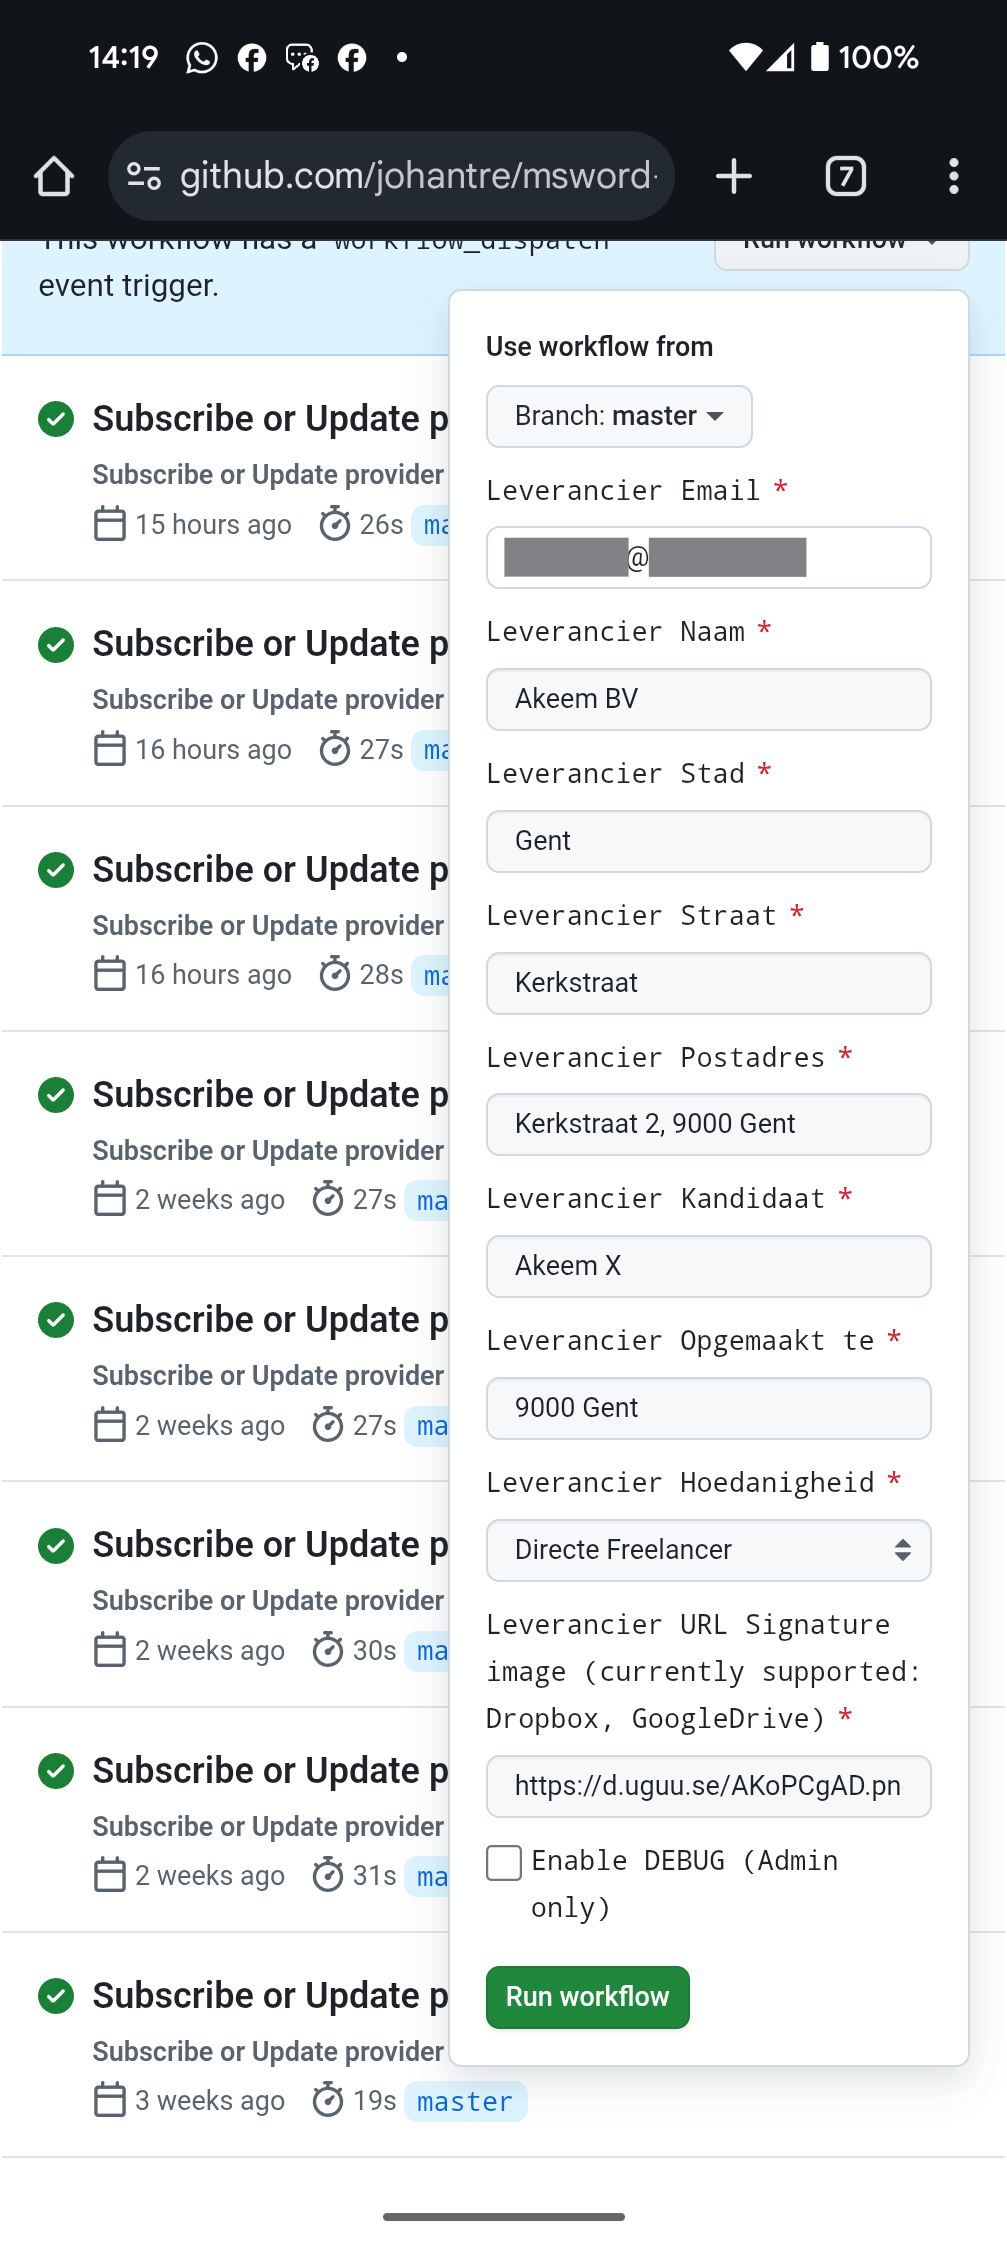 14:19
100%
github.com/johantre/msword-
7
This workflow has a workflow_dispatch
event trigger.
Run workflow
Use workflow from
Branch: master
Leverancier Email *
@
Leverancier Naam *
Akeem BV
Leverancier Stad *
Gent
Leverancier Straat *
Kerkstraat
Leverancier Postadres *
Kerkstraat 2, 9000 Gent
Leverancier Kandidaat *
Akeem X
Leverancier Opgemaakt te *
9000 Gent
Leverancier Hoedanigheid *
Directe Freelancer
Leverancier URL Signature
image (currently supported:
Dropbox, GoogleDrive) *
https://d.uguu.se/AKoPCgAD.pn
Enable DEBUG (Admin
only)
Run workflow
Subscribe or Update p
Subscribe or Update provider
15 hours ago 26s ma
Subscribe or Update p
Subscribe or Update provider
16 hours ago 27s ma
Subscribe or Update p
Subscribe or Update provider
16 hours ago 28s ma
Subscribe or Update p
Subscribe or Update provider
2 weeks ago 27s ma
Subscribe or Update p
Subscribe or Update provider
2 weeks ago 27s ma
Subscribe or Update p
Subscribe or Update provider
2 weeks ago 30s ma
Subscribe or Update p
Subscribe or Update provider
2 weeks ago 31s ma
Subscribe or Update p
Subscribe or Update provider
3 weeks ago 19s master